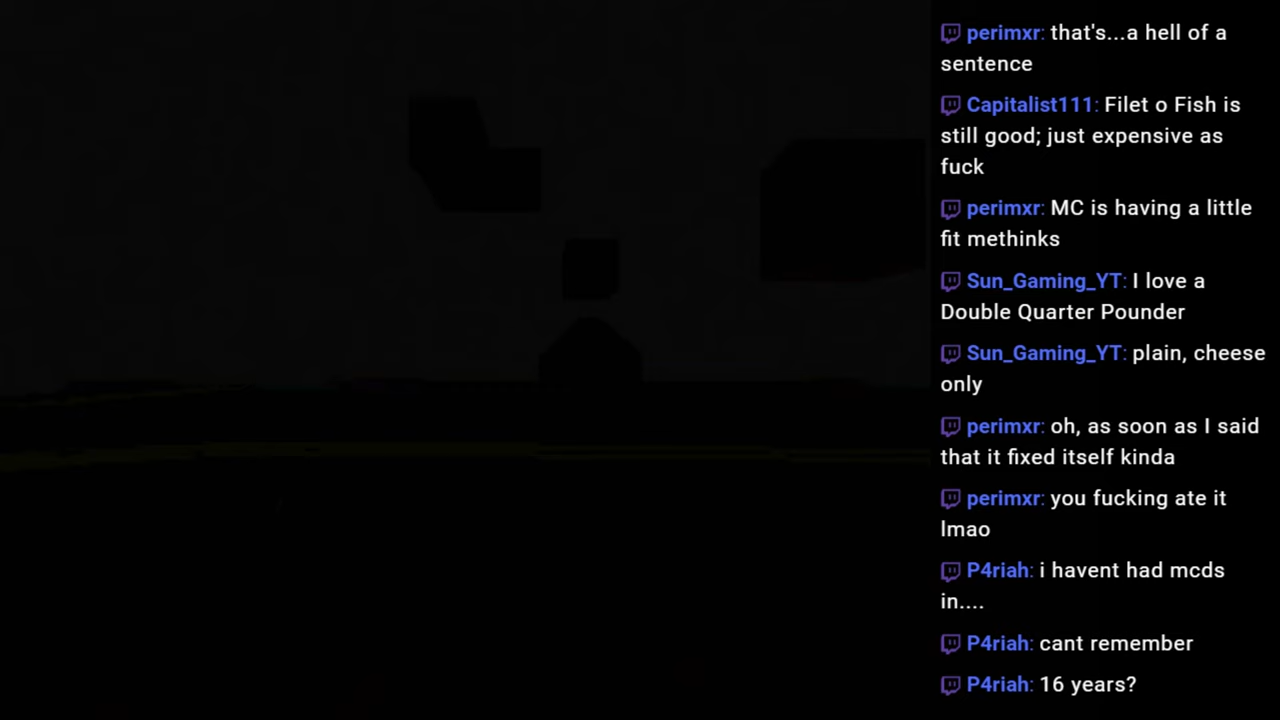 perimxr: that's...a hell of a
sentence
Capitalist111: Filet o Fish is
still good; just expensive as
fuck
perimxr: MC is having a little
fit methinks
Sun_Gaming_YT: I love a
Double Quarter Pounder
Sun_Gaming_YT: plain, cheese
only
perimxr: oh, as soon as I said
that it fixed itself kinda
perimxr: you fucking ate it
lmao
P4riah: i havent had mcds
in....
P4riah: cant remember
P4riah: 16 years?